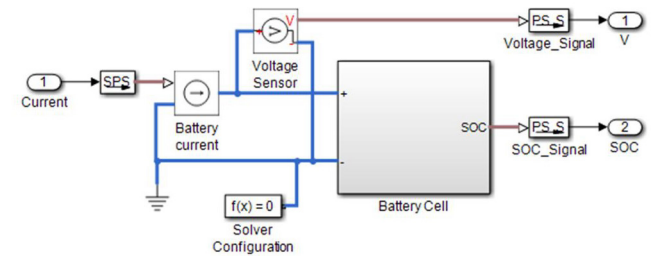 V
+
V
Voltage
Sensor
PS S
Voltage_Signal
1
V
1
Current
SPS
Battery
current
+
-
SOC
Battery Cell
PS S
SOC_Signal
2
SOC
f(x) = 0
Solver
Configuration